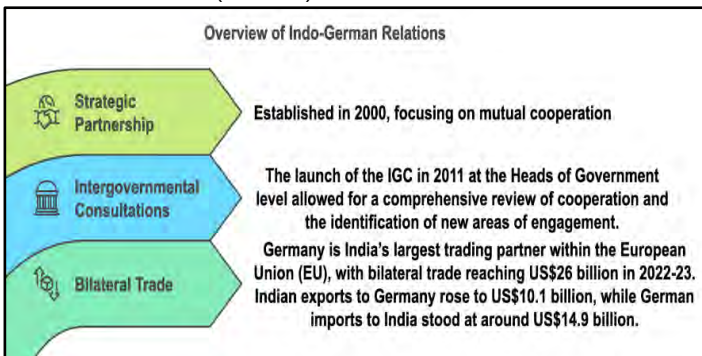 Overview of Indo-German Relations
Strategic
Partnership
Established in 2000, focusing on mutual cooperation
Intergovernmental
Consultations
The launch of the IGC in 2011 at the Heads of Government
level allowed for a comprehensive review of cooperation and
the identification of new areas of engagement.
Bilateral Trade
Germany is India's largest trading partner within the European
Union (EU), with bilateral trade reaching US$26 billion in 2022-23.
Indian exports to Germany rose to US$10.1 billion, while German
imports to India stood at around US$14.9 billion.